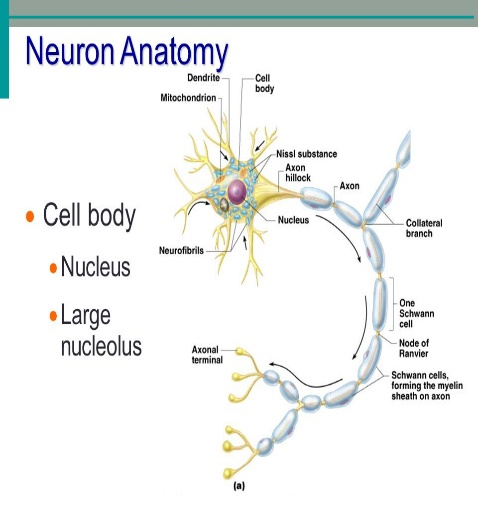 Neuron Anatomy
Dendrite
Cell
body
Mitochondrion
Nissl substance
Axon
hillock
Axon
• Cell body
Nucleus
Collateral
branch
Neurofibrils
• Nucleus
One
Schwann
cell
• Large
nucleolus
Node of
Ranvier
Axonal
terminal
Schwann cells,
forming the myelin
sheath on axon
(a)